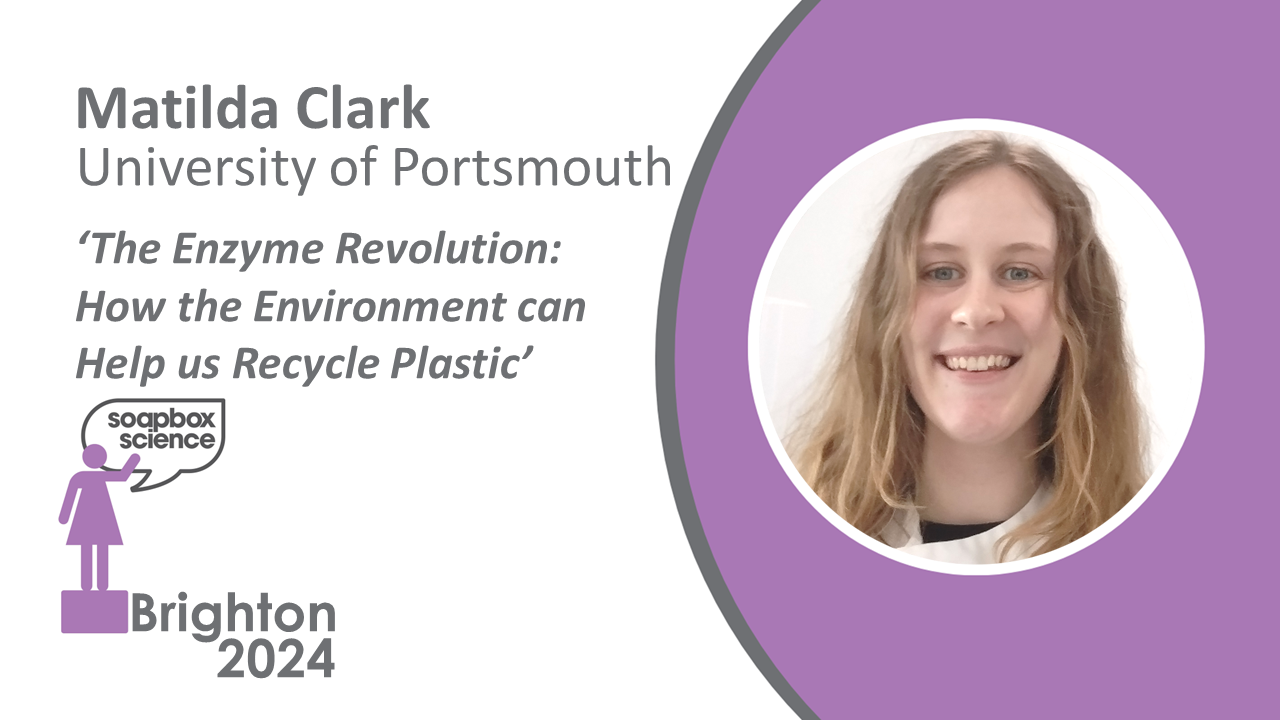 Matilda Clark
University of Portsmouth
‘The Enzyme Revolution:
How the Environment can
Help us Recycle Plastic’
soapbox
science
Brighton
2024